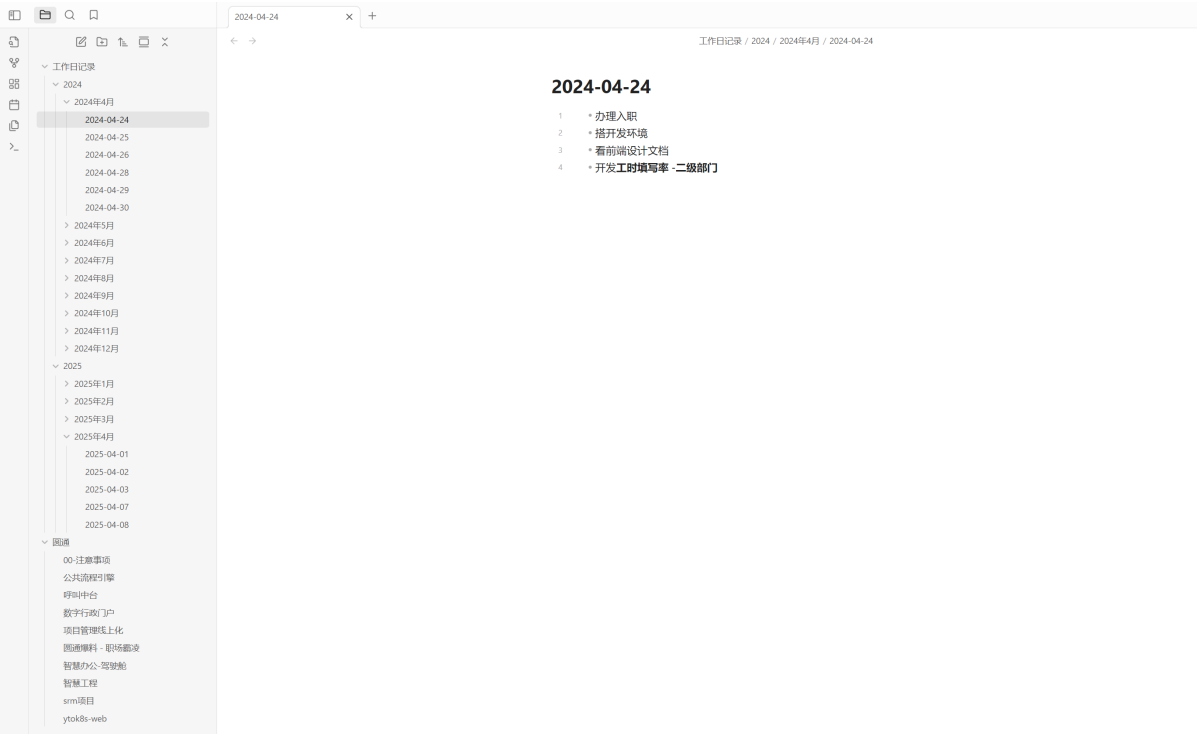 2024-04-24
工作日记录 / 2024 / 2024年4月 / 2024-04-24
工作日记录
2024
2024年4月
2024-04-24
2024-04-25
2024-04-26
2024-04-28
2024-04-29
2024-04-30
2024年5月
2024年6月
2024年7月
2024年8月
2024年9月
2024年10月
2024年11月
2024年12月
2025
2025年1月
2025年2月
2025年3月
2025年4月
2025-04-01
2025-04-02
2025-04-03
2025-04-07
2025-04-08
圆通
00-注意事项
公共流程引擎
呼叫中台
数字行政门户
项目管理线上化
圆通爆料 - 职场霸凌
智慧办公-驾驶舱
智慧工程
srm项目
ytok8s-web
2024-04-24
1 • 办理入职
2 • 搭开发环境
3 • 看前端设计文档
4 • 开发工时填写率 -二级部门